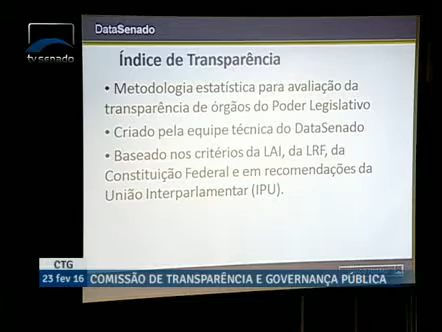 DataSenado
tv senado
Índice de Transparência
• Metodologia estatística para avaliação da
transparência de órgãos do Poder Legislativo
• Criado pela equipe técnica do DataSenado
• Baseado nos critérios da LAI, da LRF, da
Constituição Federal e em recomendações da
União Interparlamentar (IPU).
CTG
23 fev 16 COMISSÃO DE TRANSPARÊNCIA E GOVERNANÇA PÚBLICA